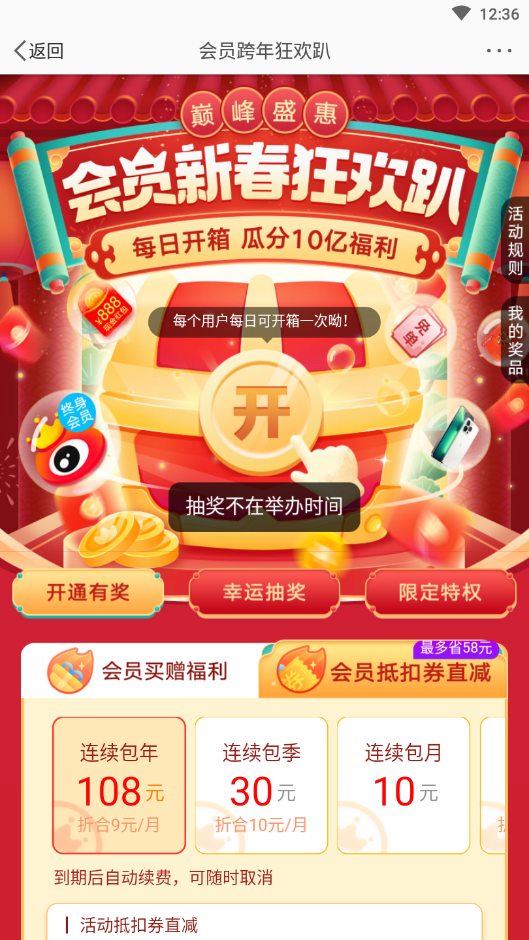 12:36
返回
会员跨年狂欢趴
巅峰盛惠
会员新春狂欢趴
每日开箱 瓜分10亿福利
活动规则
我的奖品
每个用户每日可开箱一次呦！
¥888
现金红包
免单
终身
会员
开
抽奖不在举办时间
开通有奖
幸运抽奖
限定特权
最多省58元
会员买赠福利
会员抵扣券直减
连续包年
108元
折合9元/月
连续包季
30元
折合10元/月
连续包月
10元
到期后自动续费，可随时取消
活动抵扣券直减